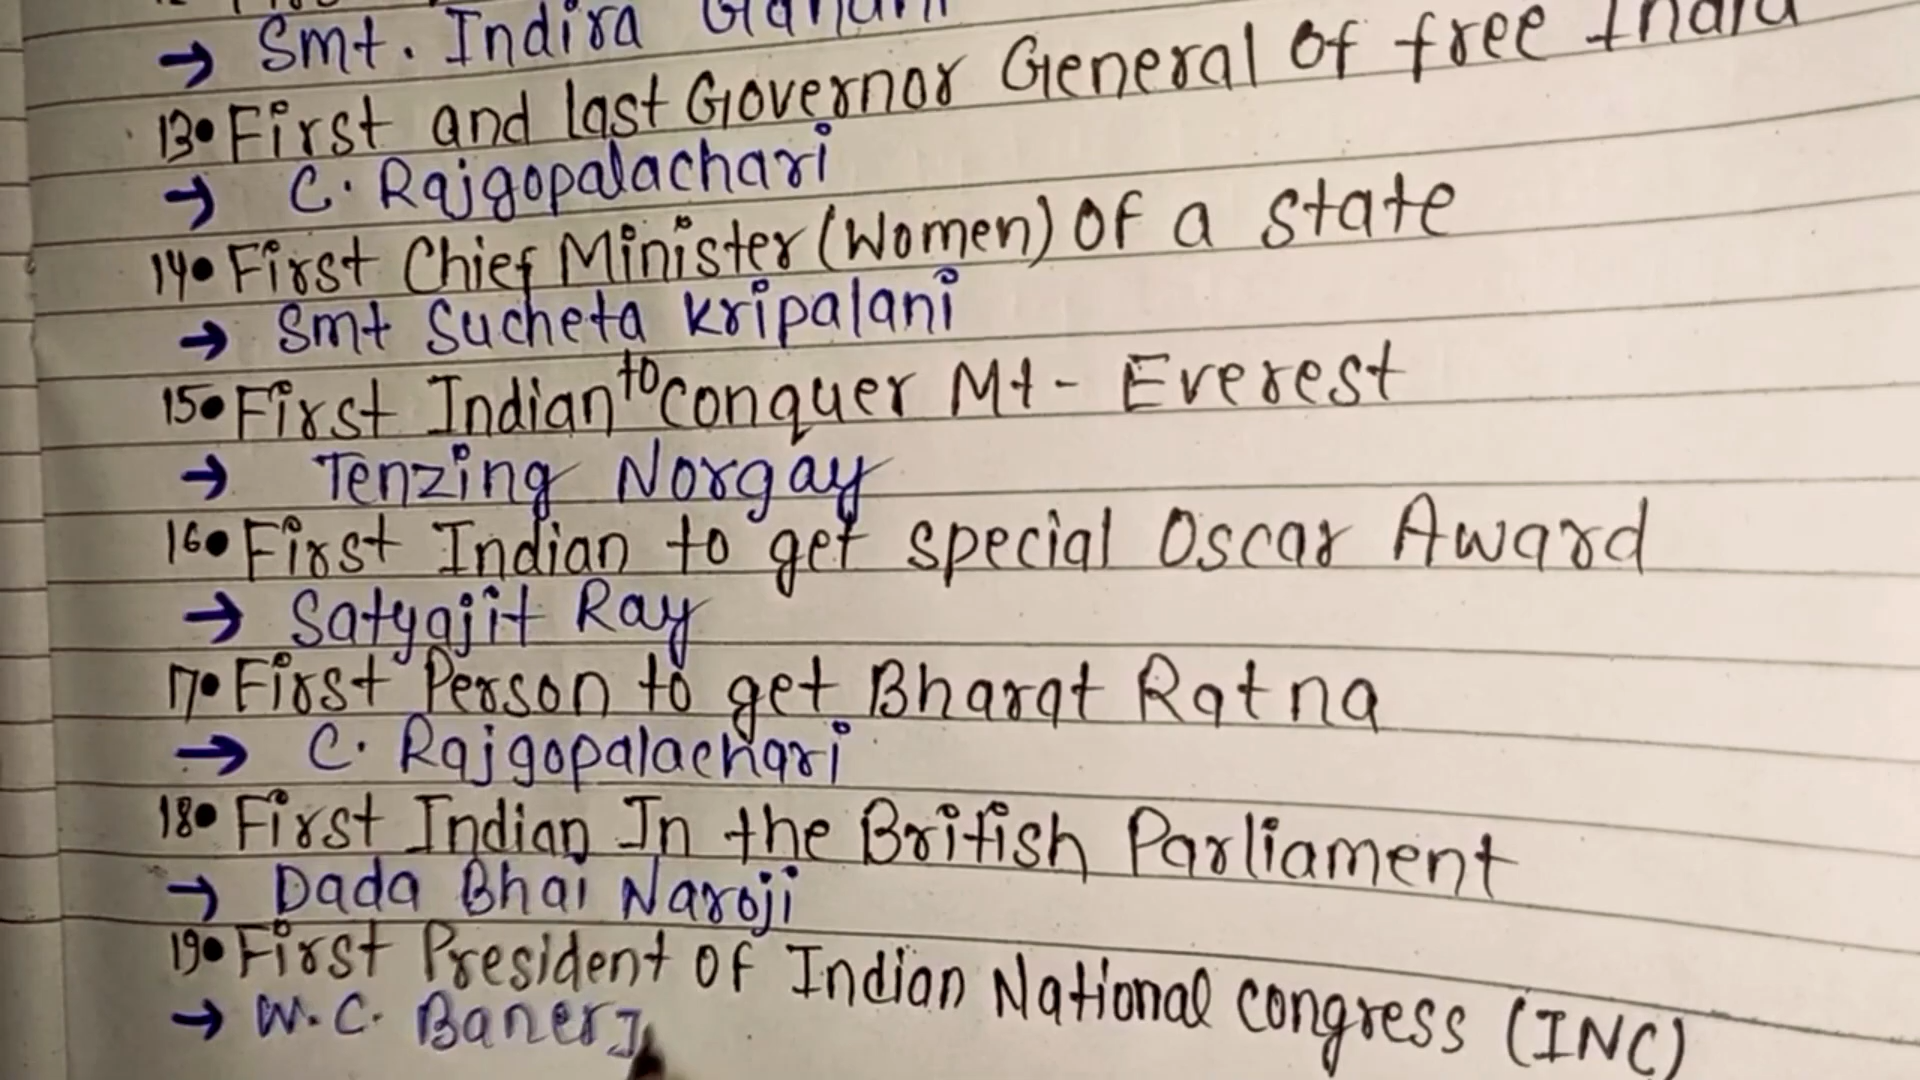 → Smt. Indira Gandhi
13• First and last Governor General Of free India
→ C. Rajgopalachari
14• First Chief Minister (Women) Of a state
→ Smt Sucheta Kripalani
15• First Indian to conquer Mt- Everest
→ Tenzing Norgay
16• First Indian to get special Oscar Award
→ Satyajit Ray
17• First Person to get Bharat Ratna
→ C. Rajgopalachari
18• First Indian In the British Parliament
→ Dada Bhai Naroji
19• First President Of Indian National Congress (INC)
→ W.C. Banerj